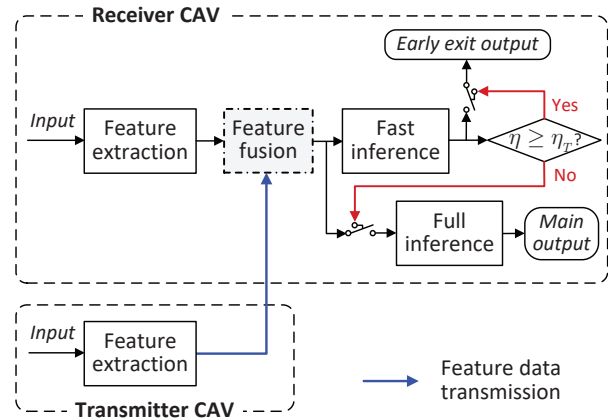 Receiver CAV
Early exit output
Yes
Input
Feature
extraction
Feature
fusion
Fast
inference
η ≥ η_T?
No
Full
inference
Main
output
Input
Feature
extraction
Transmitter CAV
Feature data
transmission